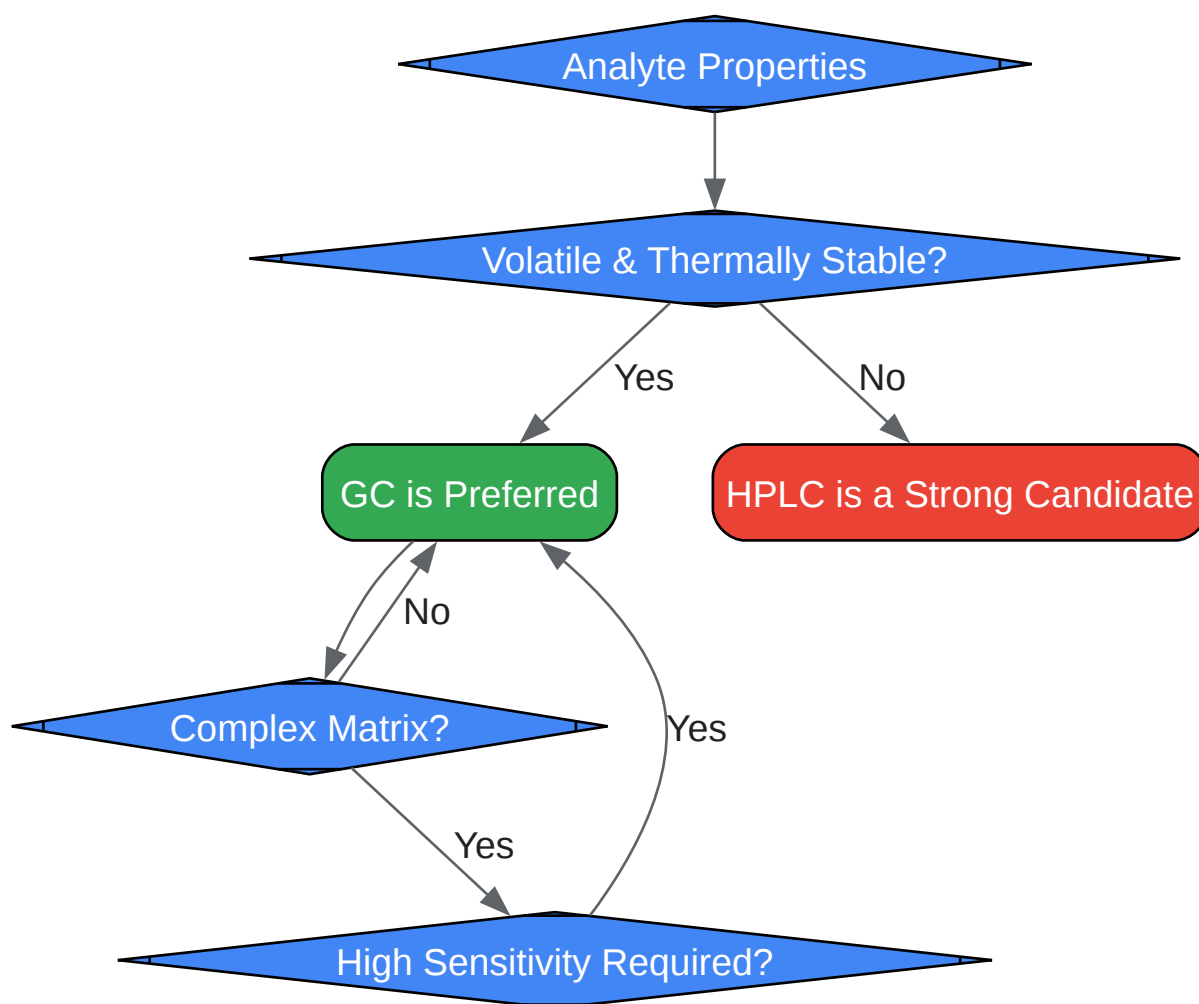 Analyte Properties
Volatile & Thermally Stable?
Yes
No
GC is Preferred
HPLC is a Strong Candidate
No
Complex Matrix?
Yes
Yes
High Sensitivity Required?